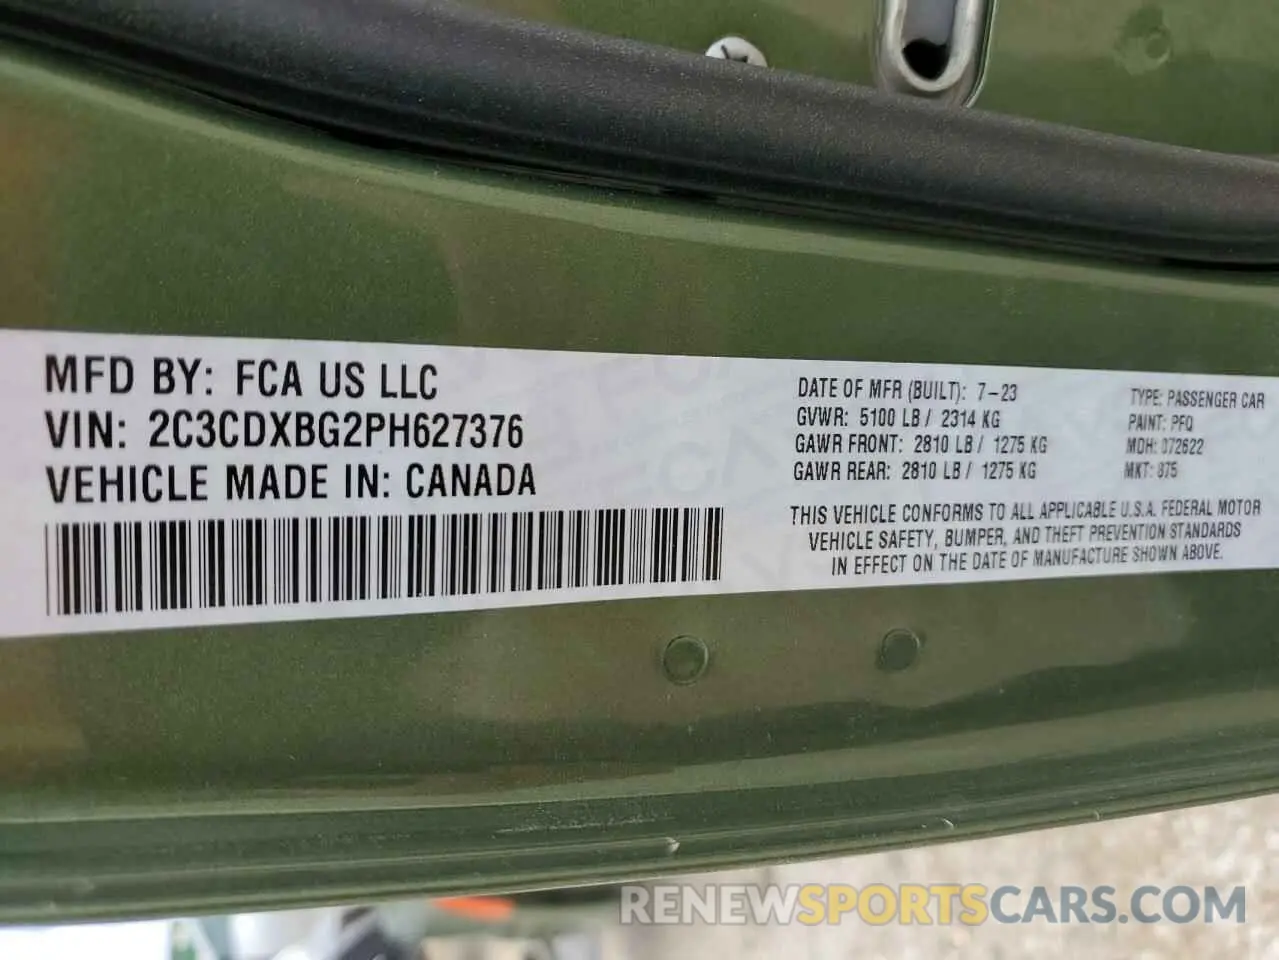 MFD BY: FCA US LLC
VIN: 2C3CDXBG2PH627376
VEHICLE MADE IN: CANADA
DATE OF MFR (BUILT): 7-23
GVWR: 5100 LB / 2314 KG
GAWR FRONT: 2810 LB / 1275 KG
GAWR REAR: 2810 LB / 1275 KG
TYPE: PASSENGER CAR
PAINT: PFQ
MDH: 072622
MKT: 875
THIS VEHICLE CONFORMS TO ALL APPLICABLE U.S.A. FEDERAL MOTOR
VEHICLE SAFETY, BUMPER, AND THEFT PREVENTION STANDARDS
IN EFFECT ON THE DATE OF MANUFACTURE SHOWN ABOVE.
RENEWSPORTSCARS.COM